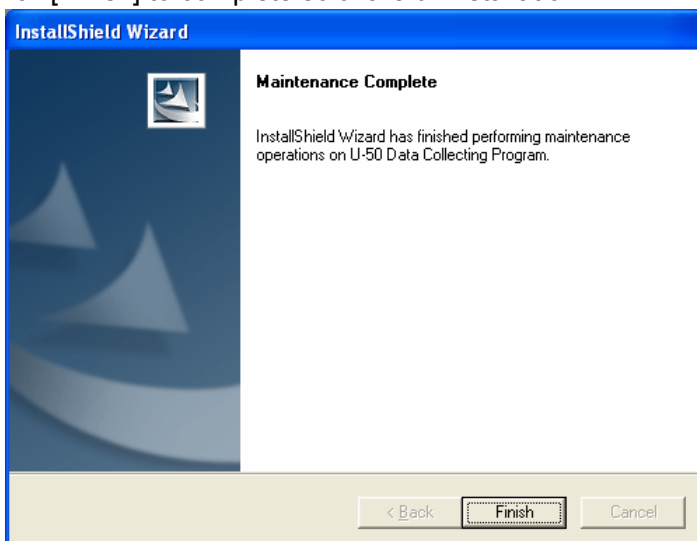 InstallShield Wizard
Maintenance Complete
InstallShield Wizard has finished performing maintenance
operations on U-50 Data Collecting Program.
< Back
Finish
Cancel